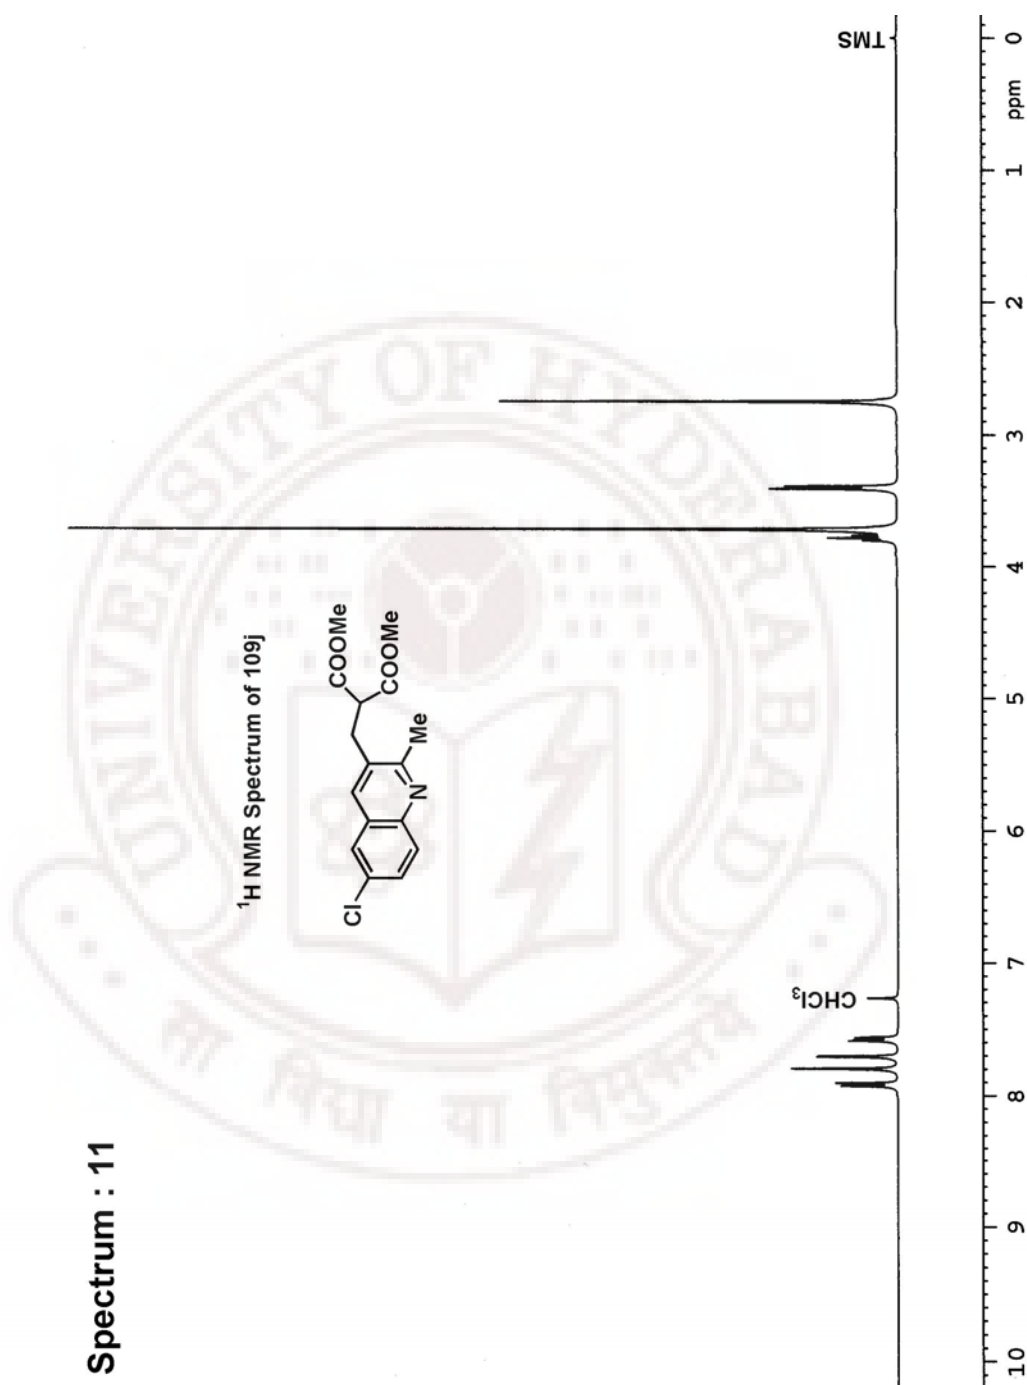 Spectrum : 11
¹H NMR Spectrum of 109j
COOMe
COOMe
Me
N
Cl
TMS
CHCl₃
10 9 8 7 6 5 4 3 2 1 ppm 0
UNIVERSITY OF HYDERABAD
सा विद्या या विमुक्तये